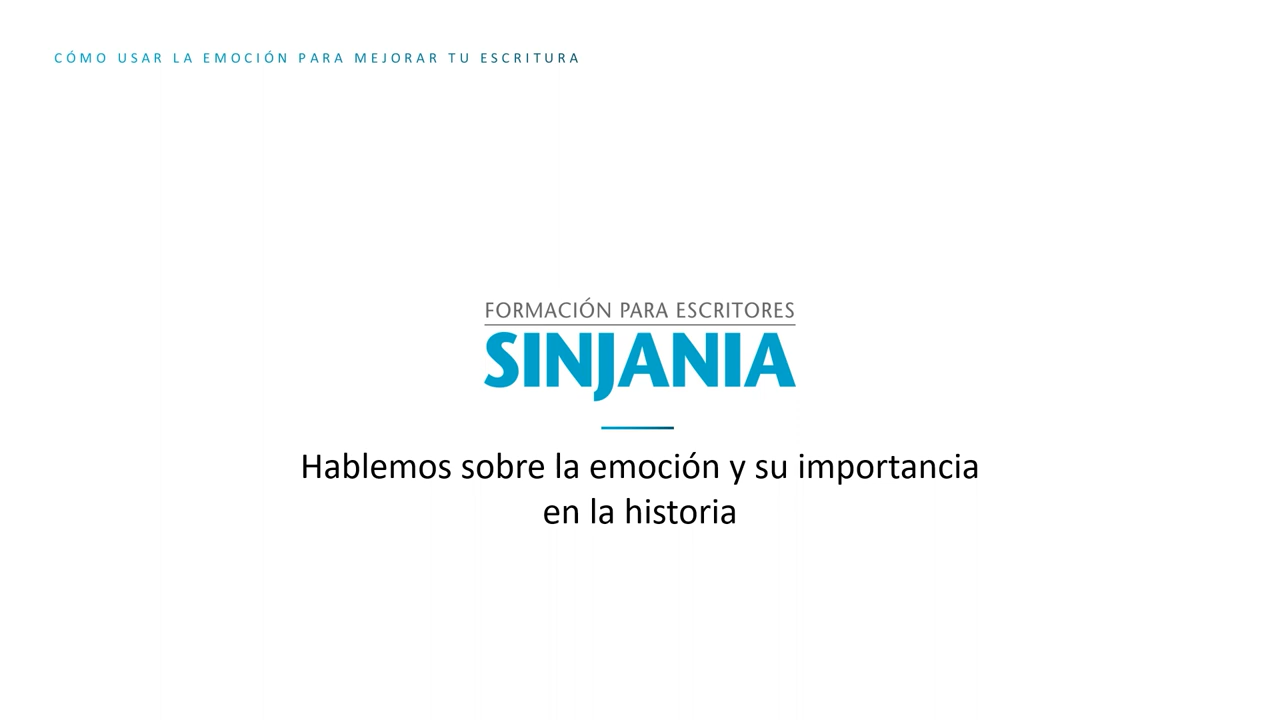 CÓMO USAR LA EMOCIÓN PARA MEJORAR TU ESCRITURA
FORMACIÓN PARA ESCRITORES
SINJANIA
Hablemos sobre la emoción y su importancia
en la historia